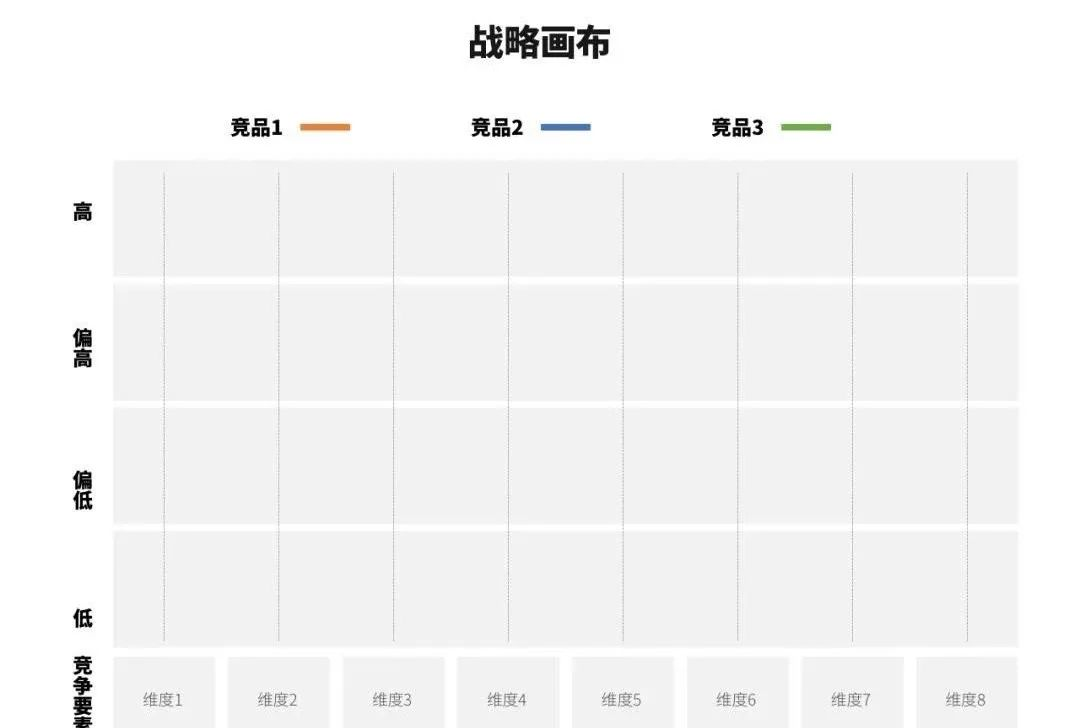 战略画布
竞品1 竞品2 竞品3
高
偏高
偏低
低
竞争要素
维度1 维度2 维度3 维度4 维度5 维度6 维度7 维度8